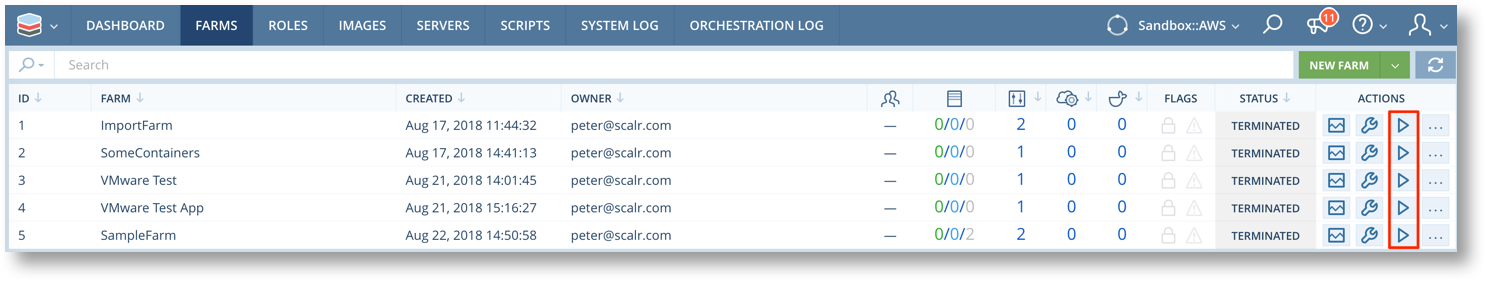 DASHBOARD FARMS ROLES IMAGES SERVERS SCRIPTS SYSTEM LOG ORCHESTRATION LOG Sandbox::AWS 11
Search NEW FARM
ID FARM CREATED OWNER FLAGS STATUS ACTIONS
1 ImportFarm Aug 17, 2018 11:44:32 peter@scalr.com — 0/0/0 2 0 0 TERMINATED ...
2 SomeContainers Aug 17, 2018 14:41:13 peter@scalr.com — 0/0/0 1 0 0 TERMINATED ...
3 VMware Test Aug 21, 2018 14:01:45 peter@scalr.com — 0/0/0 1 0 0 TERMINATED ...
4 VMware Test App Aug 21, 2018 15:16:27 peter@scalr.com — 0/0/0 1 0 0 TERMINATED ...
5 SampleFarm Aug 22, 2018 14:50:58 peter@scalr.com — 0/0/2 2 0 0 TERMINATED ...